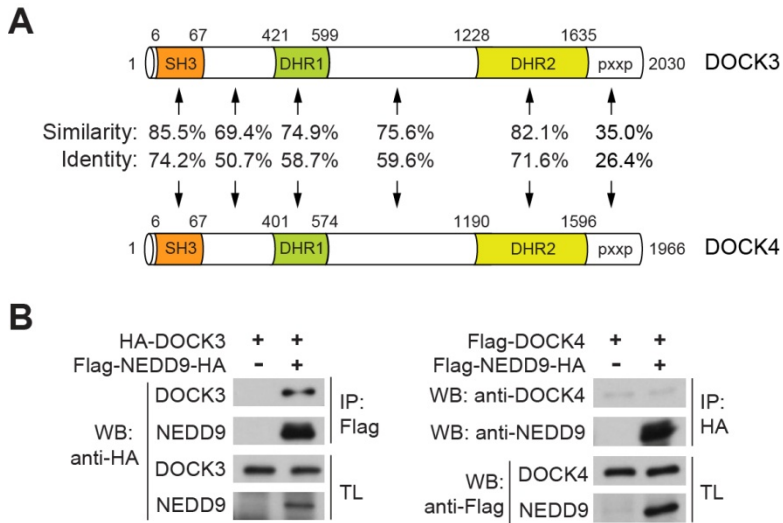 A
6 67 421 599 1228 1635
1 SH3 DHR1 DHR2 pxxp 2030 DOCK3
Similarity: 85.5% 69.4% 74.9% 75.6% 82.1% 35.0%
Identity: 74.2% 50.7% 58.7% 59.6% 71.6% 26.4%
6 67 401 574 1190 1596
1 SH3 DHR1 DHR2 pxxp 1966 DOCK4
B
HA-DOCK3 + +
Flag-NEDD9-HA - +
WB: anti-HA
DOCK3
NEDD9
IP: Flag
DOCK3
NEDD9
TL
Flag-DOCK4 + +
Flag-NEDD9-HA - +
WB: anti-DOCK4
WB: anti-NEDD9
IP: HA
WB: anti-Flag
DOCK4
NEDD9
TL